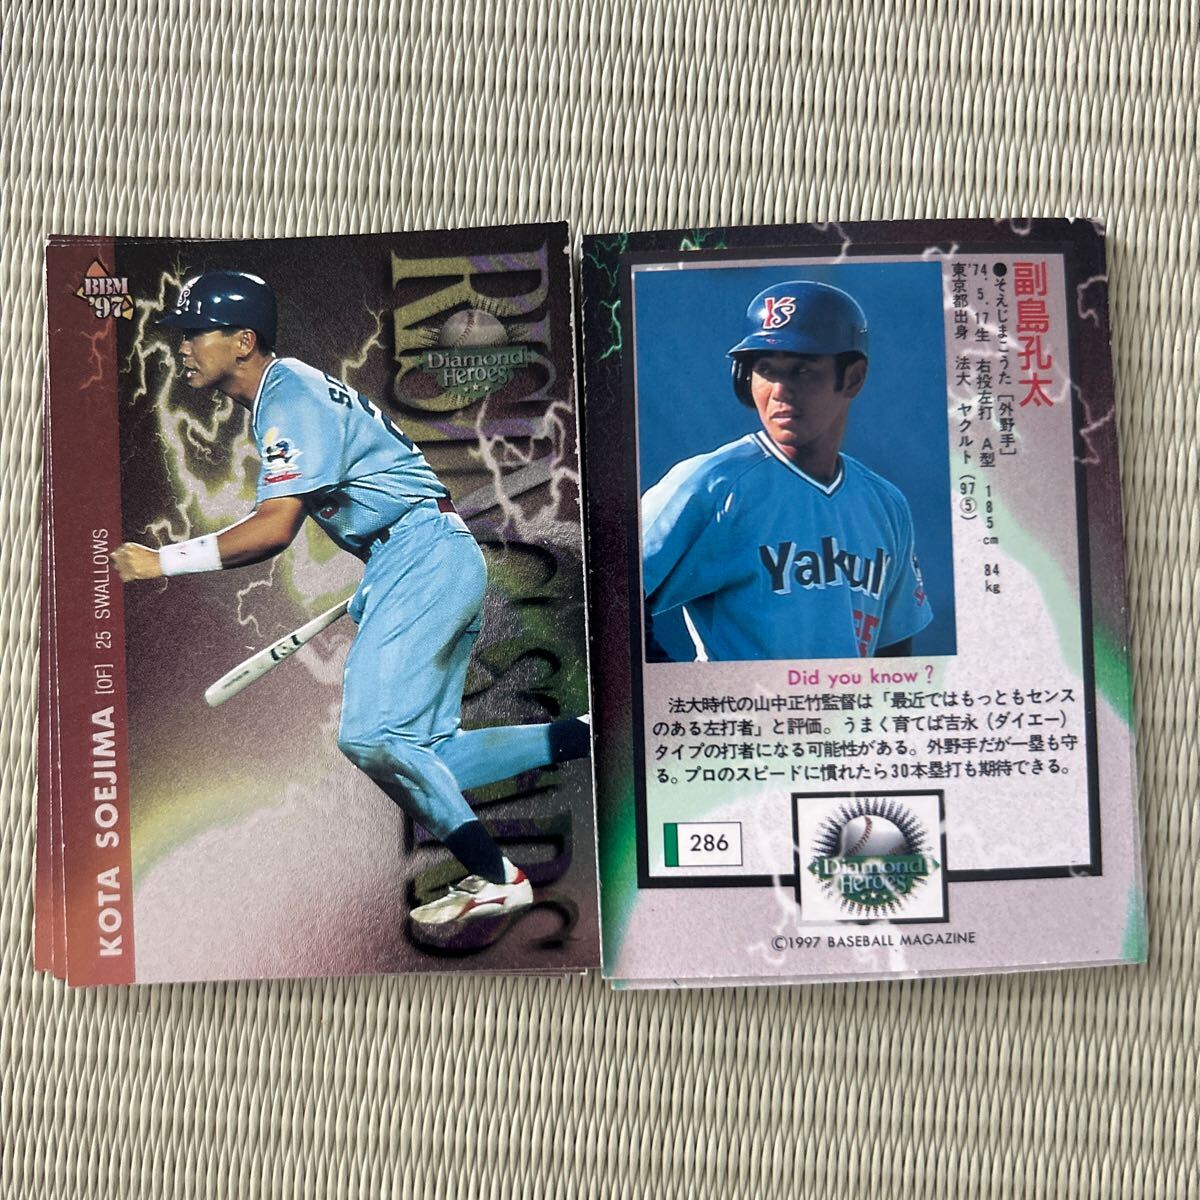 BBM
'97
ROOKIE
Diamond
Heroes
KOTA SOEJIMA [OF] 25 SWALLOWS
副島孔太
●そえじまこうた［外野手］
'74．5．17生　右投左打　A型　185cm　84kg
東京都出身　法大　ヤクルト（97⑤）
YS
Yakul
Did you know?
法大時代の山中正竹監督は「最近ではもっともセンス
のある左打者」と評価。うまく育てば吉永（ダイエー）
タイプの打者になる可能性がある。外野手だが一塁も守
る。プロのスピードに慣れたら30本塁打も期待できる。
286
Diamond
Heroes
©1997 BASEBALL MAGAZINE